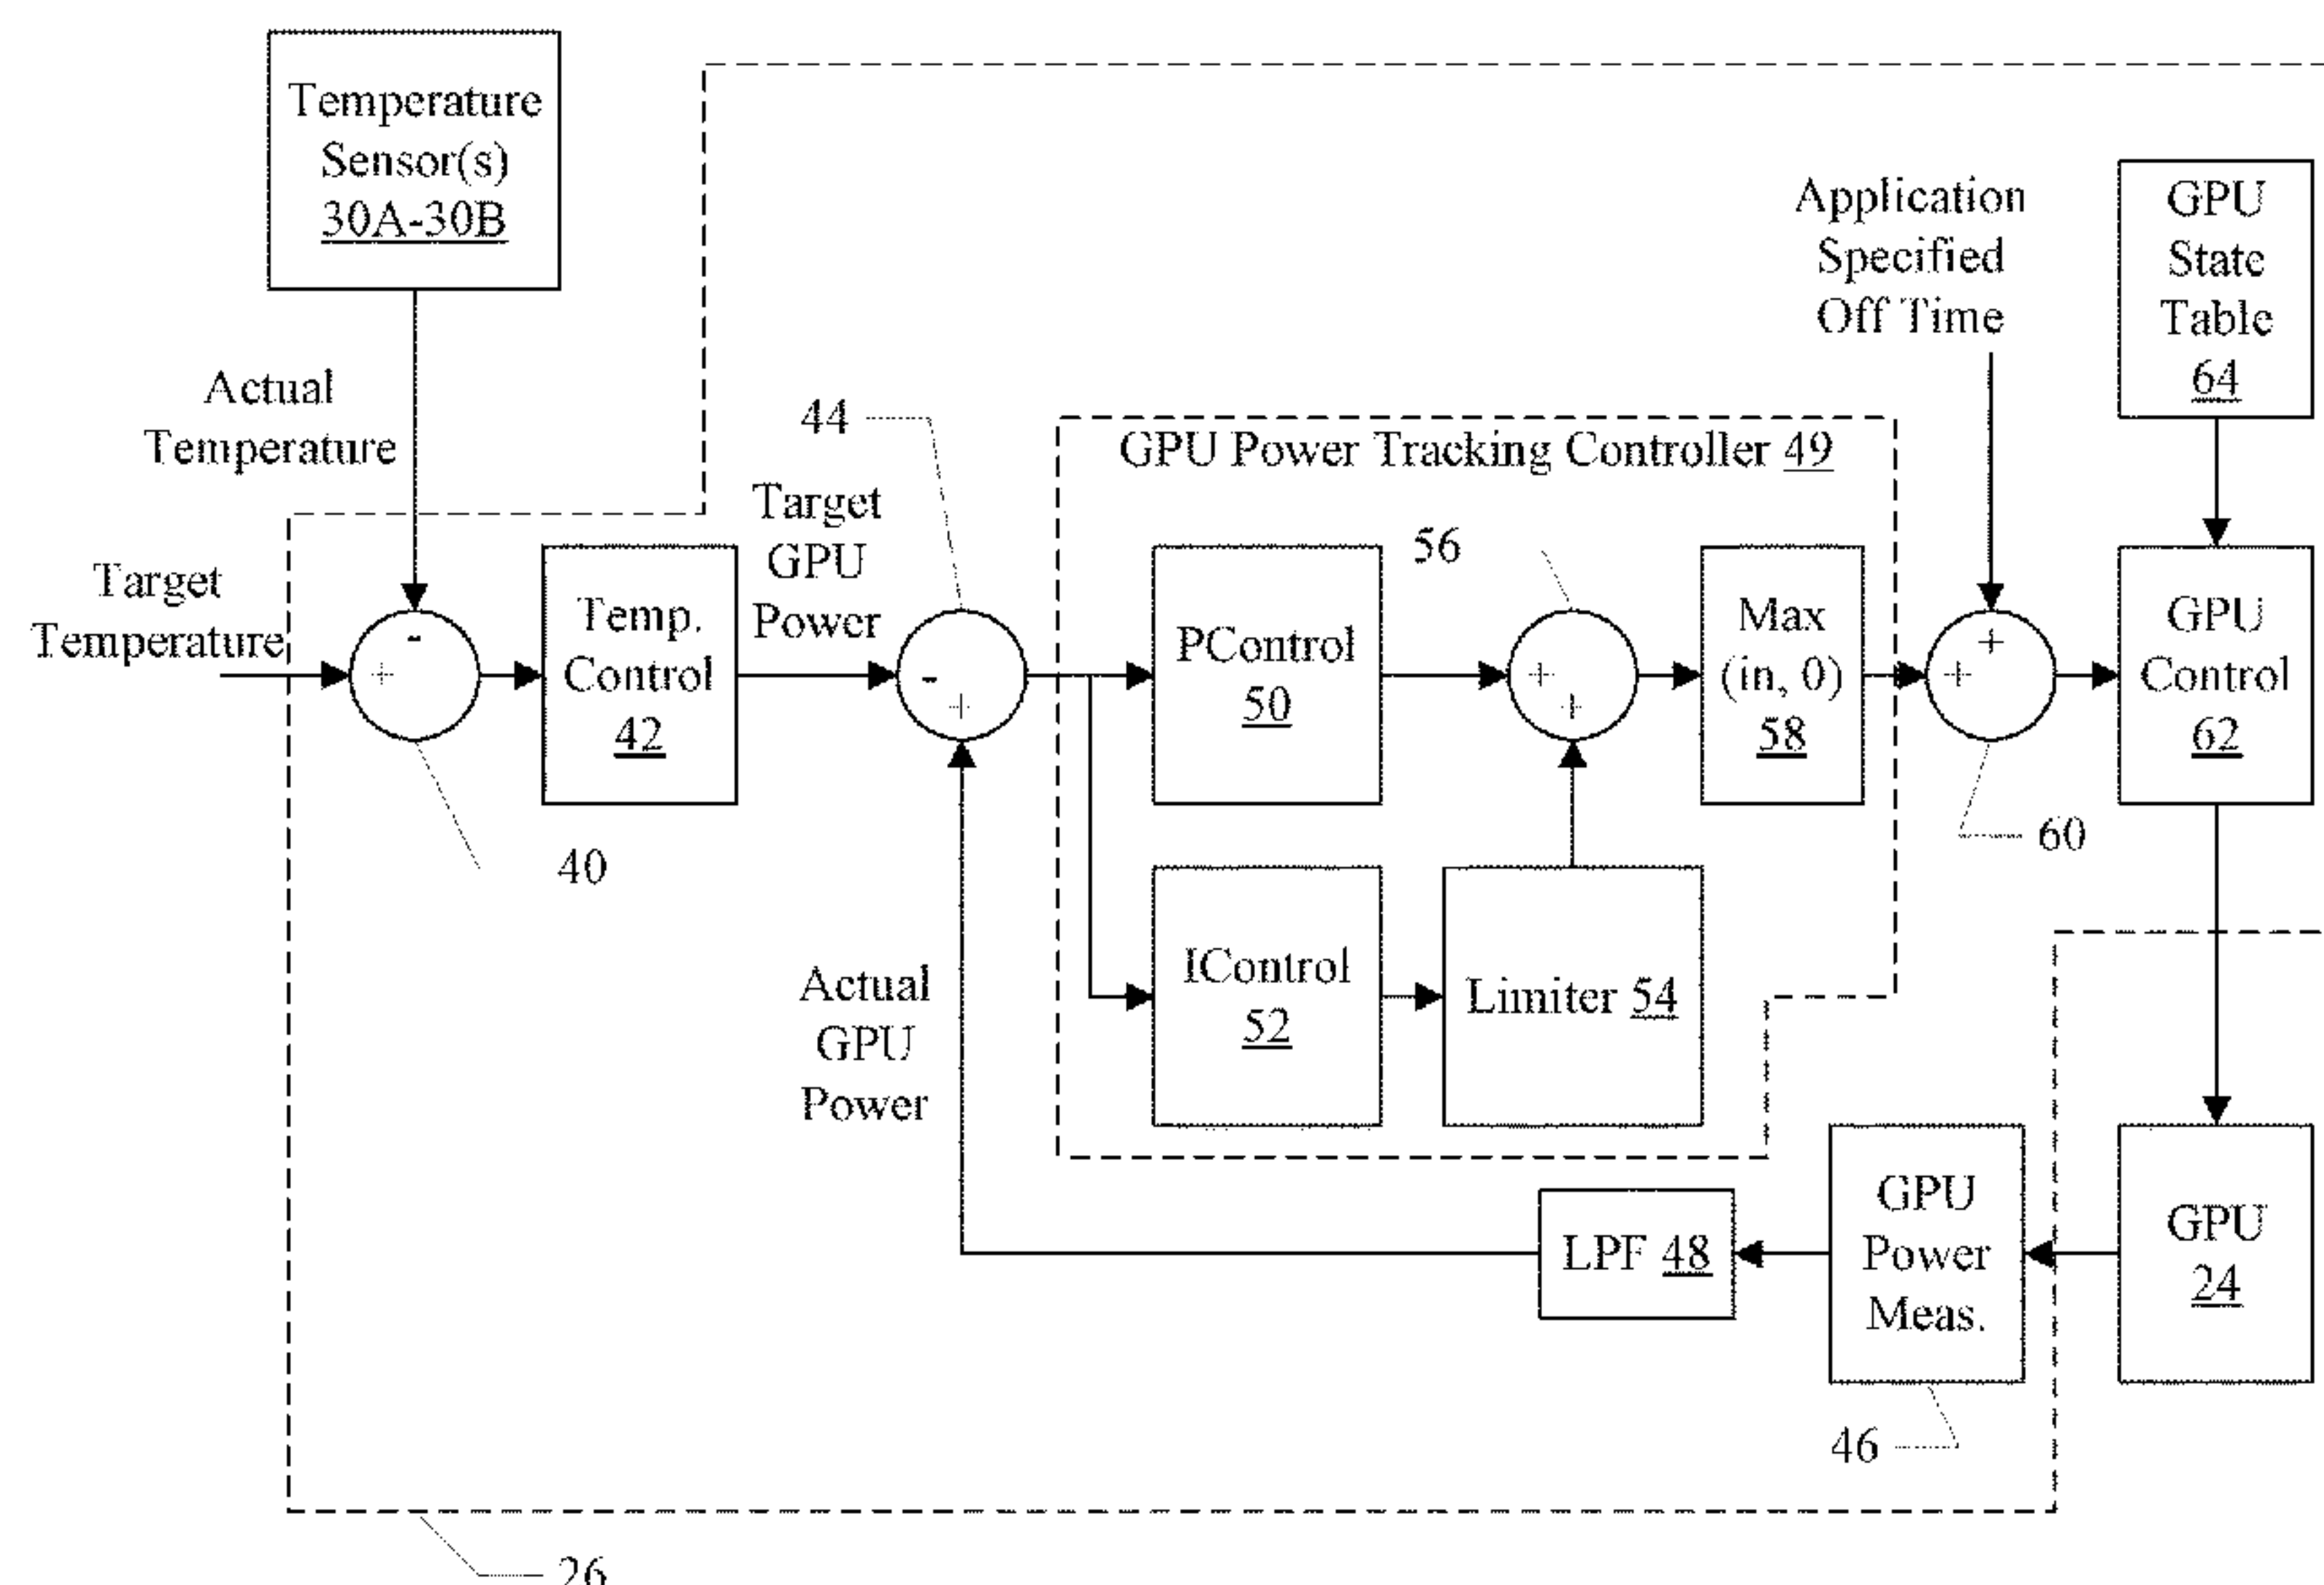 Temperature
Sensor(s)
30A-30B
Actual
Temperature
Target
Temperature
-
+
40
Temp.
Control
42
Target
GPU
Power
44
-
+
Actual
GPU
Power
GPU Power Tracking Controller 49
PControl
50
IControl
52
Limiter 54
56
+
+
Max
(in, 0)
58
Application
Specified
Off Time
+
+
60
GPU
State
Table
64
GPU
Control
62
GPU
24
GPU
Power
Meas.
46
LPF 48
26